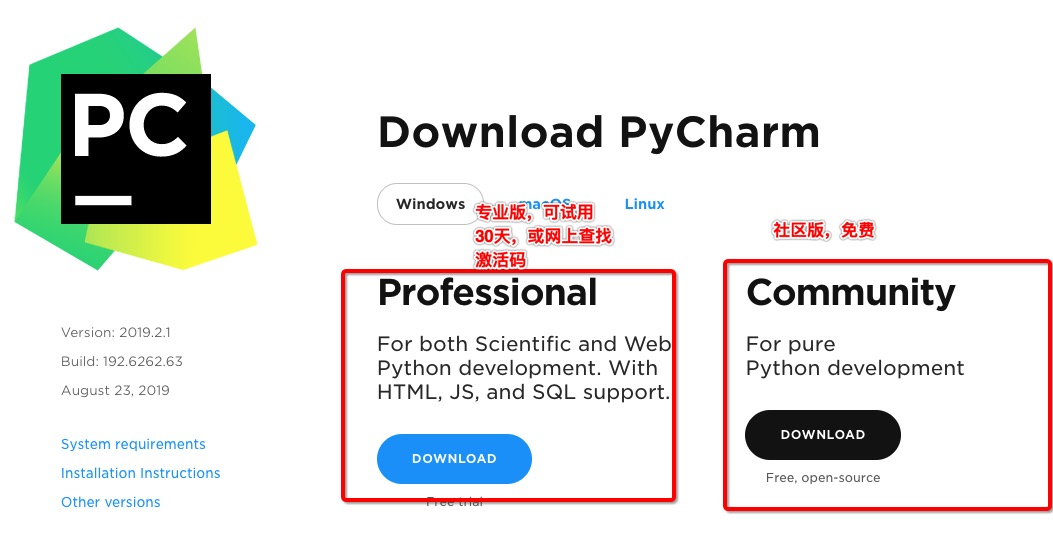 PC
Download PyCharm
Windows
macOS
Linux
专业版，可试用
30天，或网上查找
激活码
社区版，免费
Professional
For both Scientific and Web
Python development. With
HTML, JS, and SQL support.
DOWNLOAD
Free trial
Community
For pure
Python development
DOWNLOAD
Free, open-source
Version: 2019.2.1
Build: 192.6262.63
August 23, 2019
System requirements
Installation Instructions
Other versions